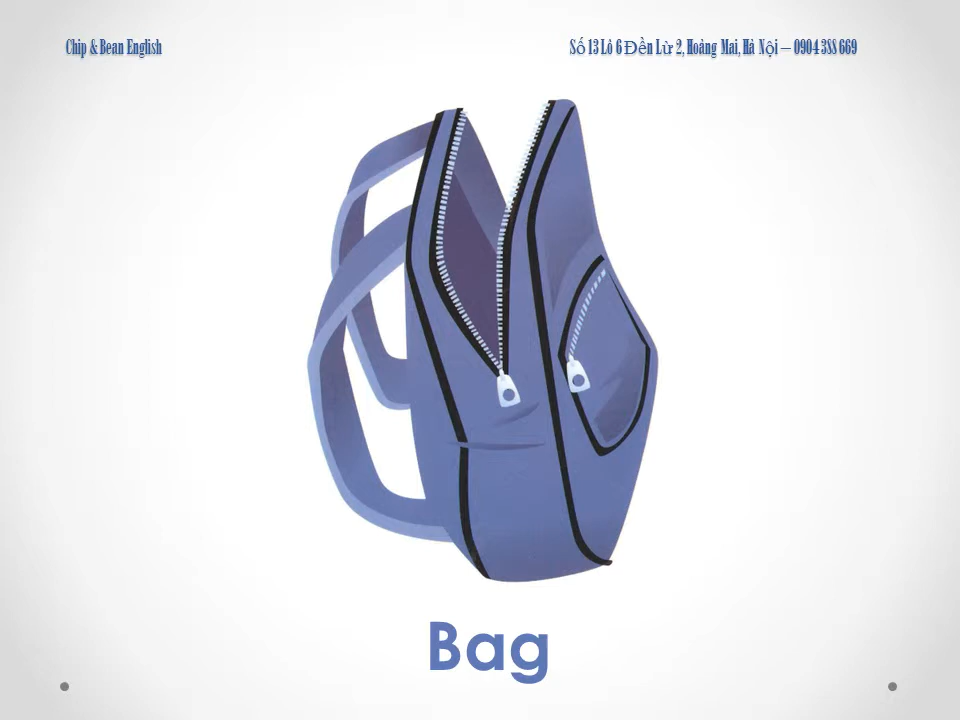 Chip & Bean English
Số 13 Lô 6 Đền Lừ 2, Hoàng Mai, Hà Nội – 0904 388 669
Bag